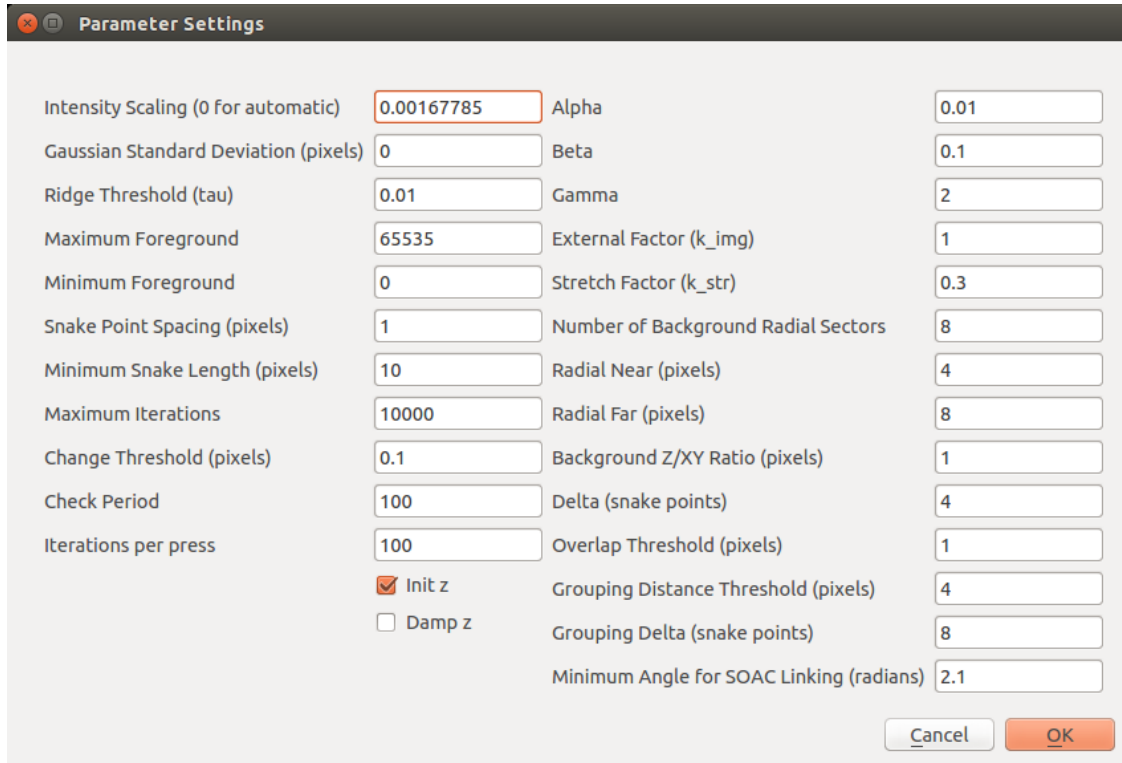 Parameter Settings
Intensity Scaling (0 for automatic) 0.00167785 Alpha 0.01
Gaussian Standard Deviation (pixels) 0 Beta 0.1
Ridge Threshold (tau) 0.01 Gamma 2
Maximum Foreground 65535 External Factor (k_img) 1
Minimum Foreground 0 Stretch Factor (k_str) 0.3
Snake Point Spacing (pixels) 1 Number of Background Radial Sectors 8
Minimum Snake Length (pixels) 10 Radial Near (pixels) 4
Maximum Iterations 10000 Radial Far (pixels) 8
Change Threshold (pixels) 0.1 Background Z/XY Ratio (pixels) 1
Check Period 100 Delta (snake points) 4
Iterations per press 100 Overlap Threshold (pixels) 1
Init z Grouping Distance Threshold (pixels) 4
Damp z Grouping Delta (snake points) 8
Minimum Angle for SOAC Linking (radians) 2.1
Cancel OK